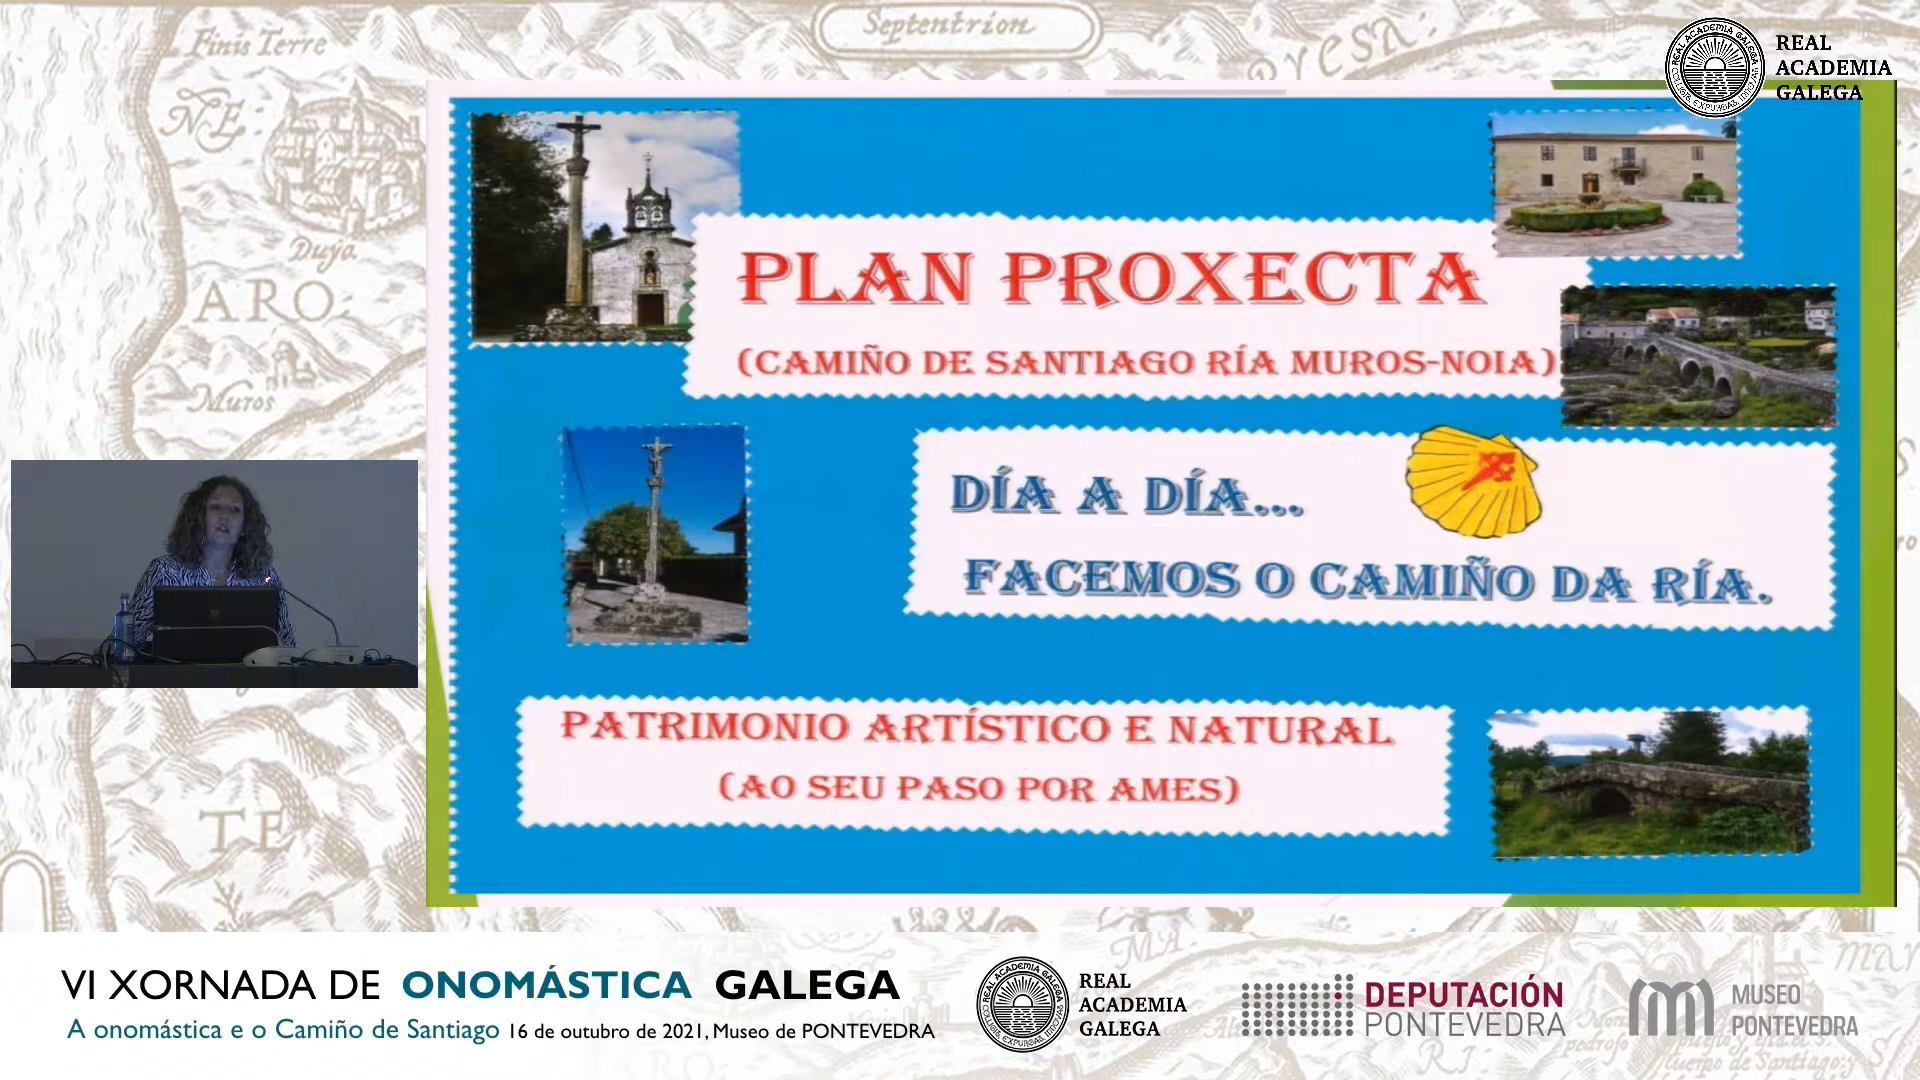 Finis Terre
Septentrion
NE:
Duyo
ARO
Muros
TE
REAL
ACADEMIA
GALEGA
PLAN PROXECTA
(CAMIÑO DE SANTIAGO RÍA MUROS-NOIA)
DÍA A DÍA...
FACEMOS O CAMIÑO DA RÍA.
PATRIMONIO ARTÍSTICO E NATURAL
(AO SEU PASO POR AMES)
VI XORNADA DE ONOMÁSTICA GALEGA
A onomástica e o Camiño de Santiago 16 de outubro de 2021, Museo de PONTEVEDRA
REAL
ACADEMIA
GALEGA
DEPUTACIÓN
PONTEVEDRA
MUSEO
PONTEVEDRA